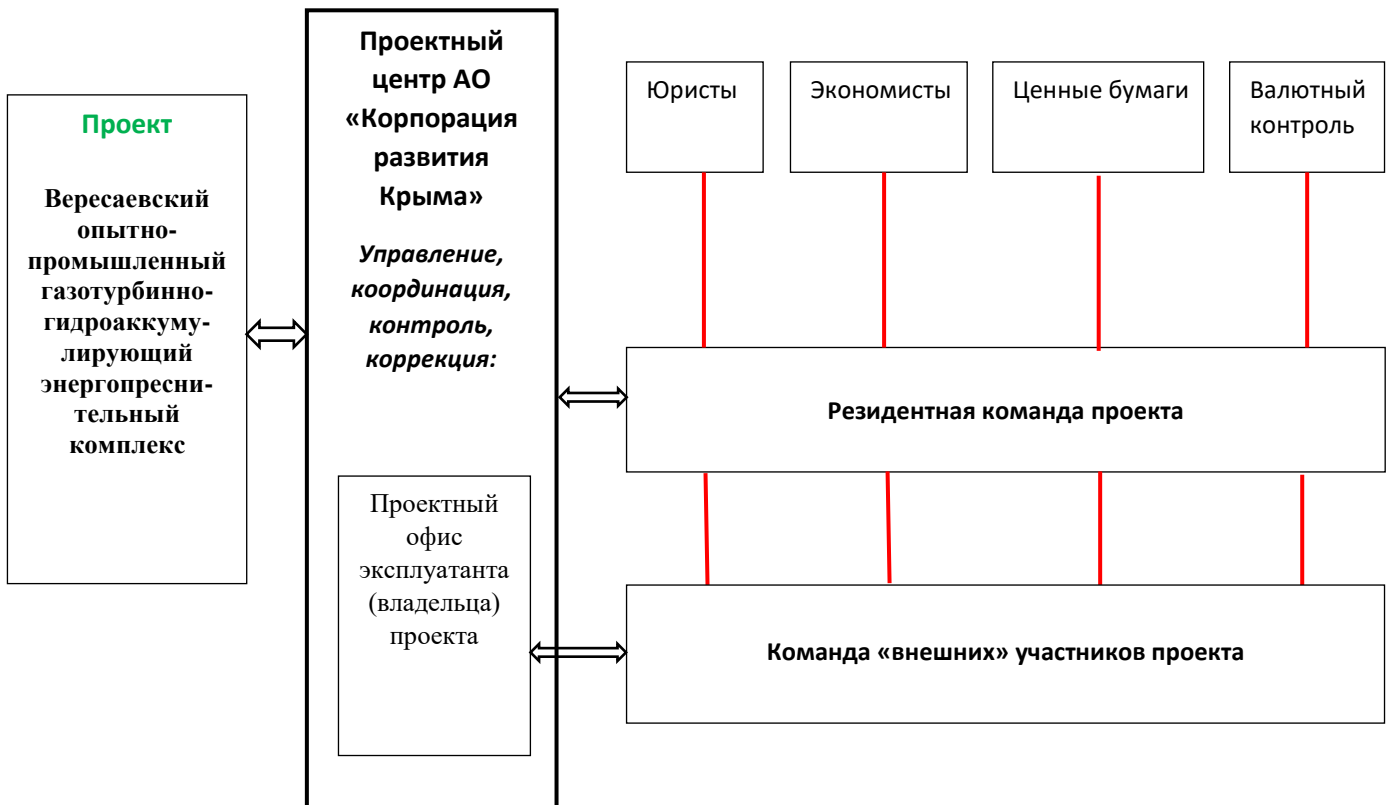 Проект
Вересаевский
опытно-
промышленный
газотурбинно-
гидроаккуму-
лирующий
энергопресни-
тельный
комплекс
Проектный
центр АО
«Корпорация
развития
Крыма»
Управление,
координация,
контроль,
коррекция:
Проектный
офис
эксплуатанта
(владельца)
проекта
Юристы
Экономисты
Ценные бумаги
Валютный
контроль
Резидентная команда проекта
Команда «внешних» участников проекта